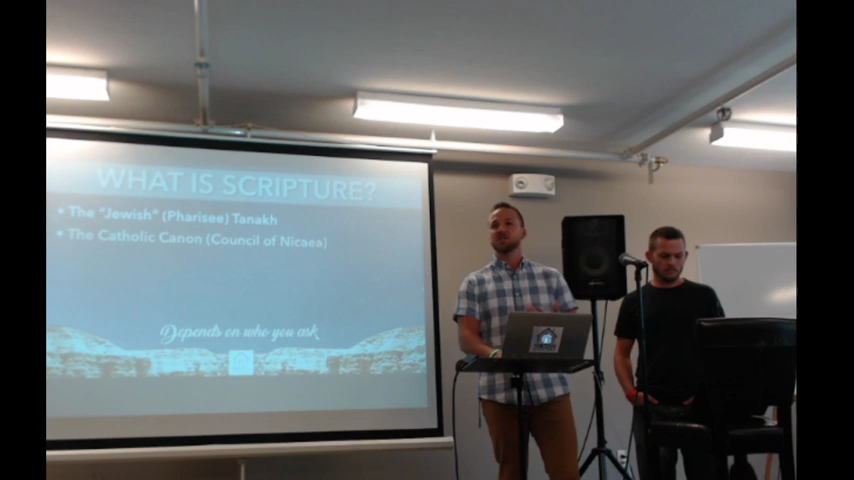 WHAT IS SCRIPTURE?
• The "Jewish" (Pharisee) Tanakh
• The Catholic Canon (Council of Nicaea)
Depends on who you ask